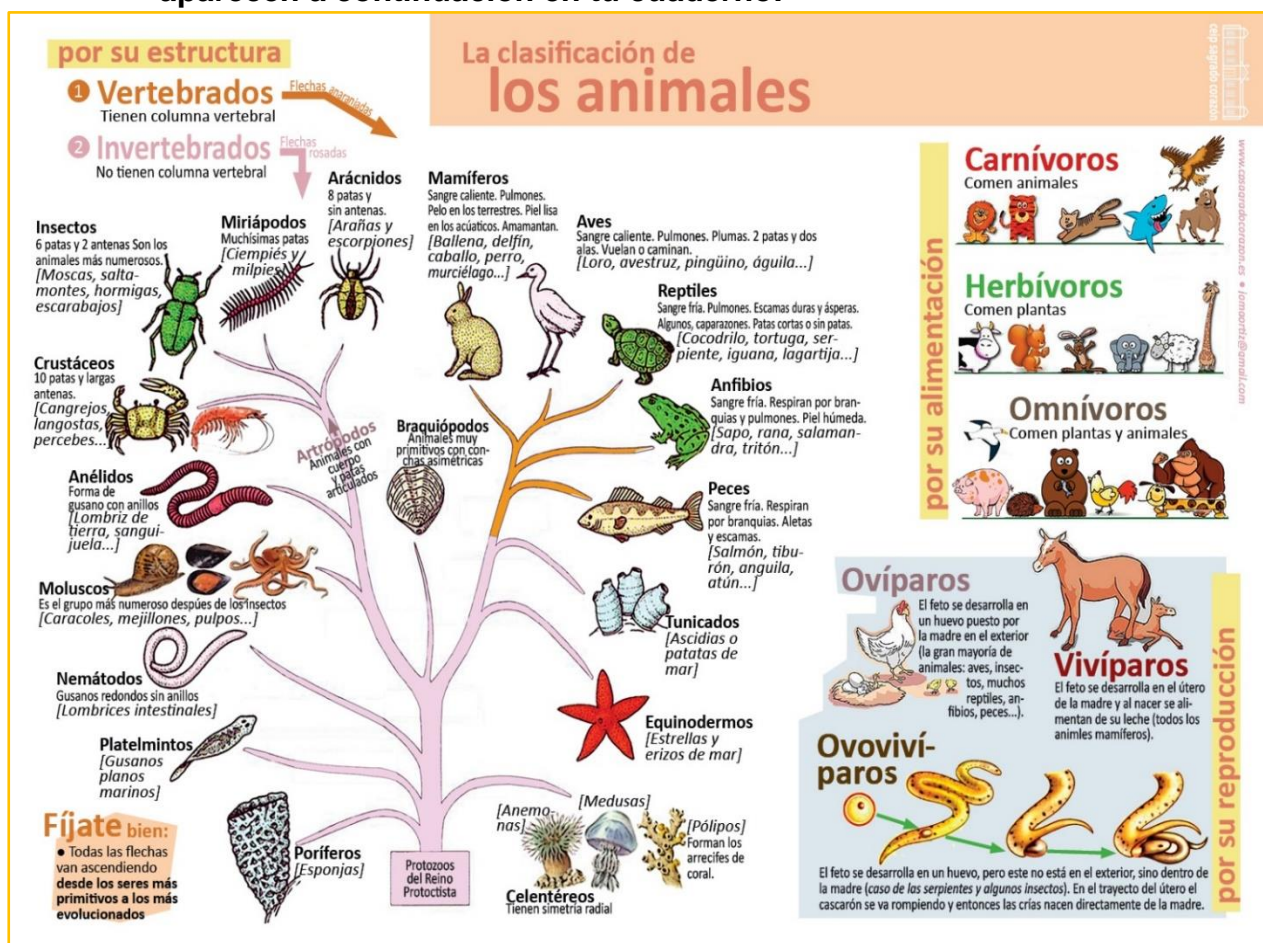 aparecen a continuación en tu cuaderno.
por su estructura
1 Vertebrados
Tienen columna vertebral
Flechas anaranjadas
2 Invertebrados
No tienen columna vertebral
Flechas
rosadas
La clasificación de
los animales
ceip sagrado corazon
Insectos
6 patas y 2 antenas Son los
animales más numerosos.
[Moscas, salta-
montes, hormigas,
escarabajos]
Miriápodos
Muchísimas patas
[Ciempiés y
milpies]
Arácnidos
8 patas y
sin antenas.
[Arañas y
escorpiones]
Mamíferos
Sangre caliente. Pulmones.
Pelo en los terrestres. Piel lisa
en los acúaticos. Amamantan.
[Ballena, delfín,
caballo, perro,
murciélago...]
Aves
Sangre caliente. Pulmones. Plumas. 2 patas y dos
alas. Vuelan o caminan.
[Loro, avestruz, pingüino, águila...]
Reptiles
Sangre fría. Pulmones. Escamas duras y ásperas.
Algunos, caparazones. Patas cortas o sin patas.
[Cocodrilo, tortuga, ser-
piente, iguana, lagartija...]
Crustáceos
10 patas y largas
antenas.
[Cangrejos,
langostas,
percebes...]
Artrópodos
Animales con
cuerpo
y patas
articulados
Braquiópodos
Animales muy
primitivos con con-
chas asimétricas
Anfibios
Sangre fría. Respiran por bran-
quias y pulmones. Piel húmeda.
[Sapo, rana, salaman-
dra, tritón...]
Anélidos
Forma de
gusano con anillos
[Lombriz de
tierra, sangui-
juela...]
Peces
Sangre fría. Respiran
por branquias. Aletas
y escamas.
[Salmón, tibu-
rón, anguila,
atún...]
Moluscos
Es el grupo más numeroso despúes de los insectos
[Caracoles, mejillones, pulpos...]
Tunicados
[Ascidias o
patatas de
mar]
Nemátodos
Gusanos redondos sin anillos
[Lombrices intestinales]
Equinodermos
[Estrellas y
erizos de mar]
Platelmintos
[Gusanos
planos
marinos]
Poríferos
[Esponjas]
Protozoos
del Reino
Protoctista
[Anemo-
nas]
[Medusas]
[Pólipos]
Forman los
arrecifes de
coral.
Celentéreos
Tienen simetría radial
Fíjate bien:
● Todas las flechas
van ascendiendo
desde los seres más
primitivos a los más
evolucionados
por su alimentación
Carnívoros
Comen animales
Herbívoros
Comen plantas
Omnívoros
Comen plantas y animales
www.casagradocorazon.es ● jomaortiz@gmail.com
por su reproducción
Ovíparos
El feto se desarrolla en
un huevo puesto por
la madre en el exterior
(la gran mayoría de
animales: aves, insec-
tos, muchos
reptiles, an-
fibios, peces...).
Vivíparos
El feto se desarrolla en el útero
de la madre y al nacer se ali-
mentan de su leche (todos los
animles mamíferos).
Ovoviví-
paros
El feto se desarrolla en un huevo, pero este no está en el exterior, sino dentro de
la madre (caso de las serpientes y algunos insectos). En el trayecto del útero el
cascarón se va rompiendo y entonces las crías nacen directamente de la madre.